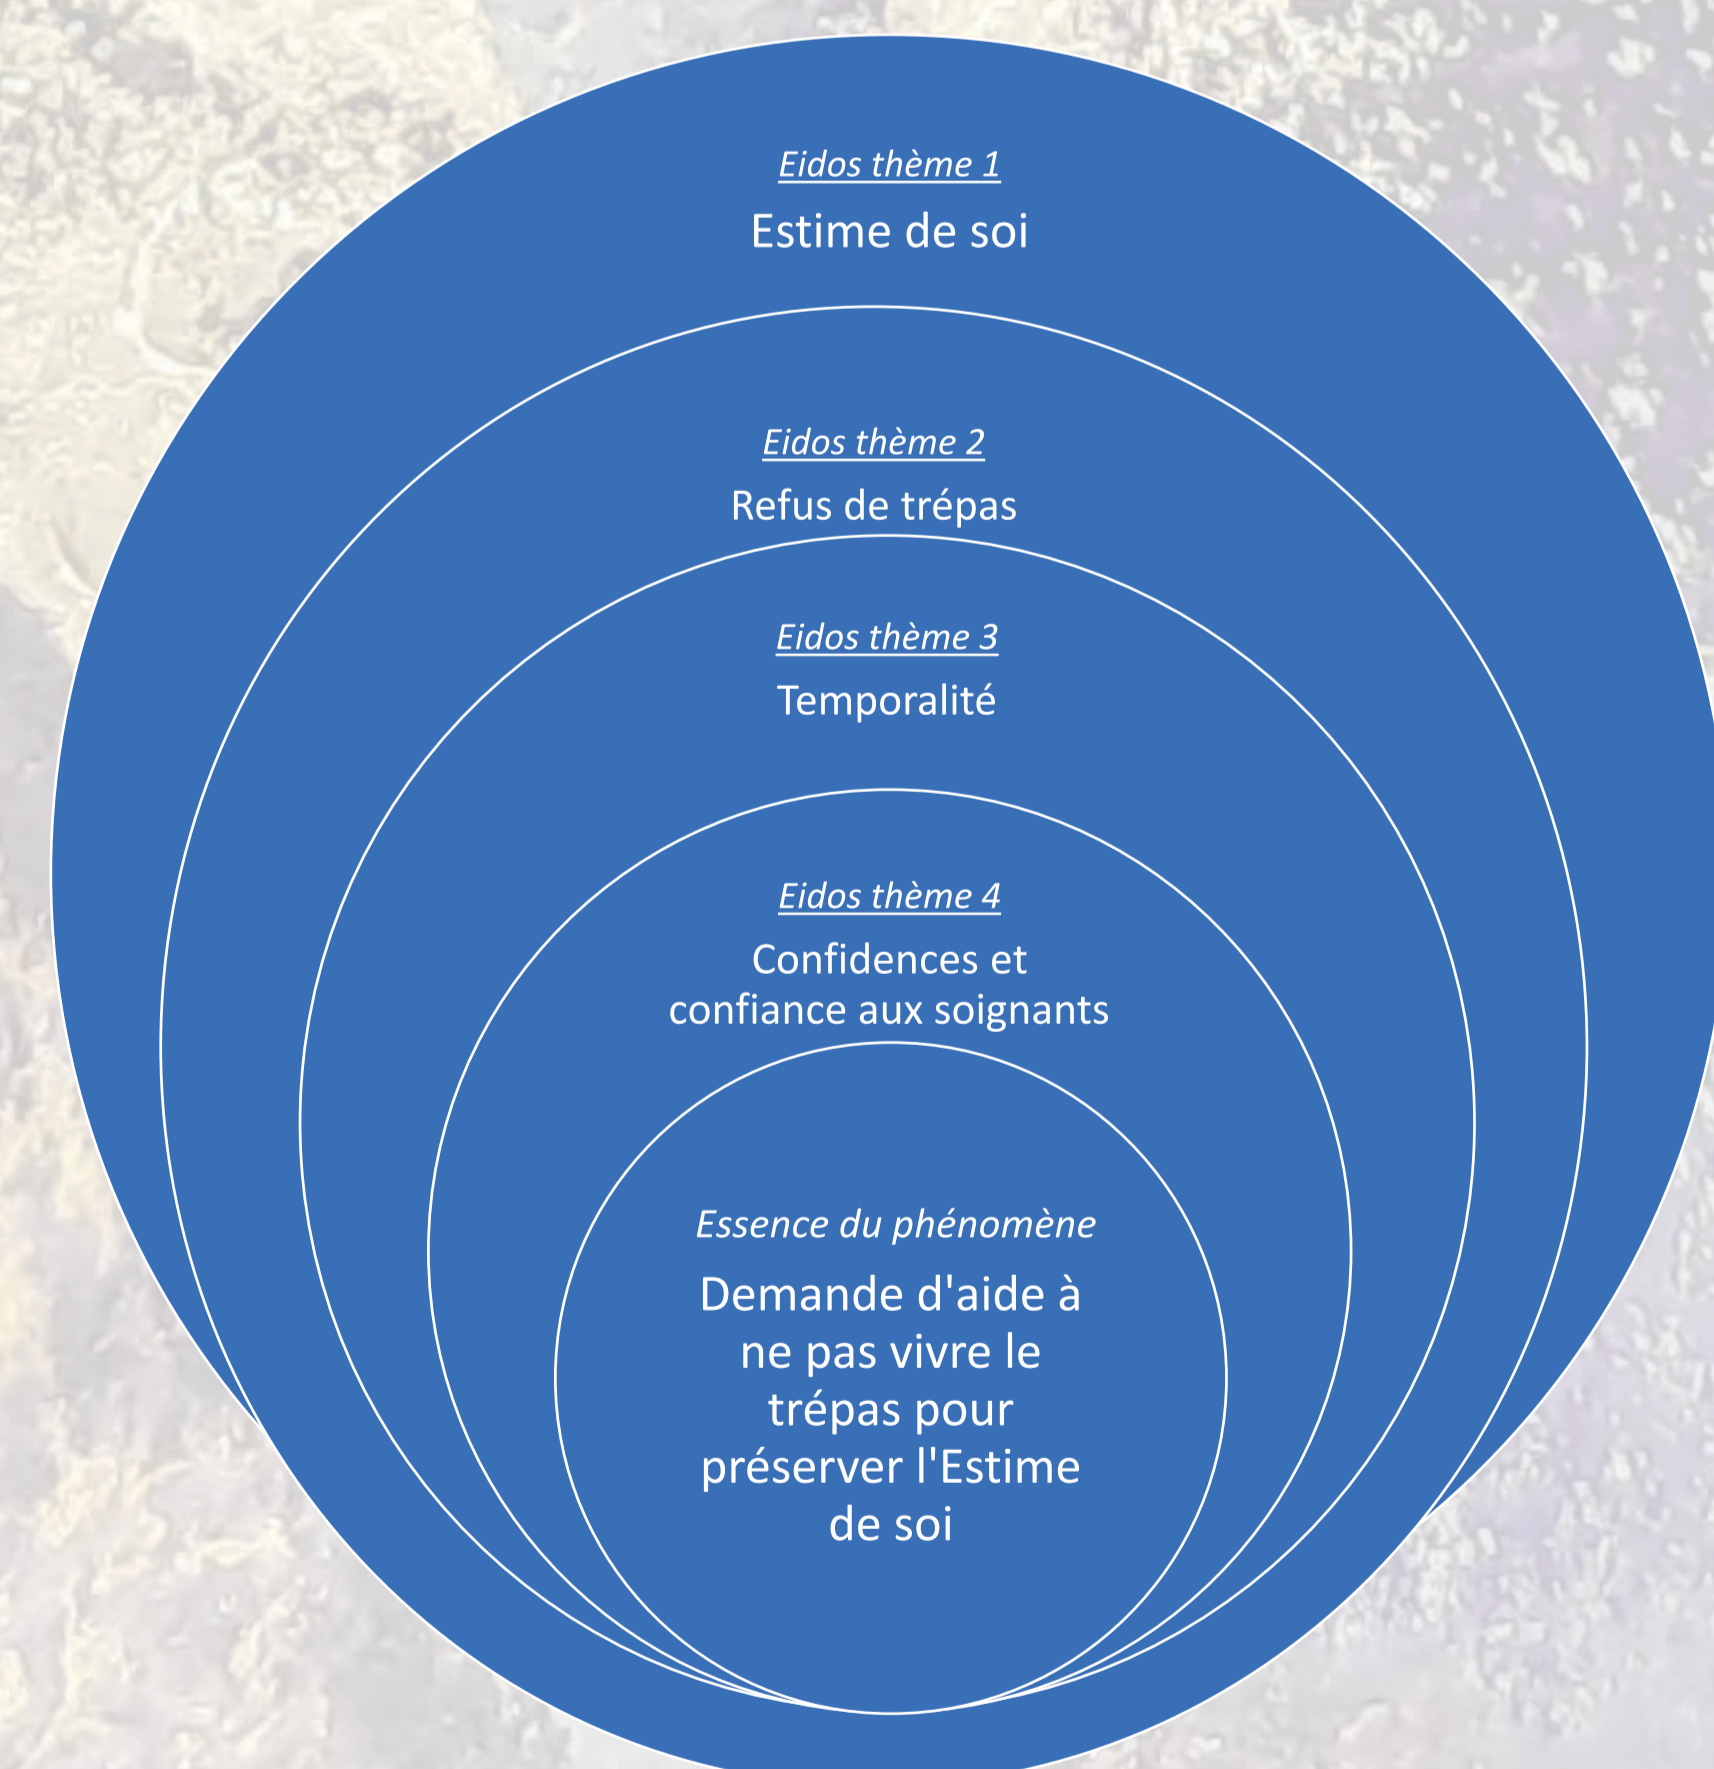 Eidos thème 1
Estime de soi
Eidos thème 2
Refus de trépas
Eidos thème 3
Temporalité
Eidos thème 4
Confidences et
confiance aux soignants
Essence du phénomène
Demande d'aide à
ne pas vivre le
trépas pour
préserver l'Estime
de soi